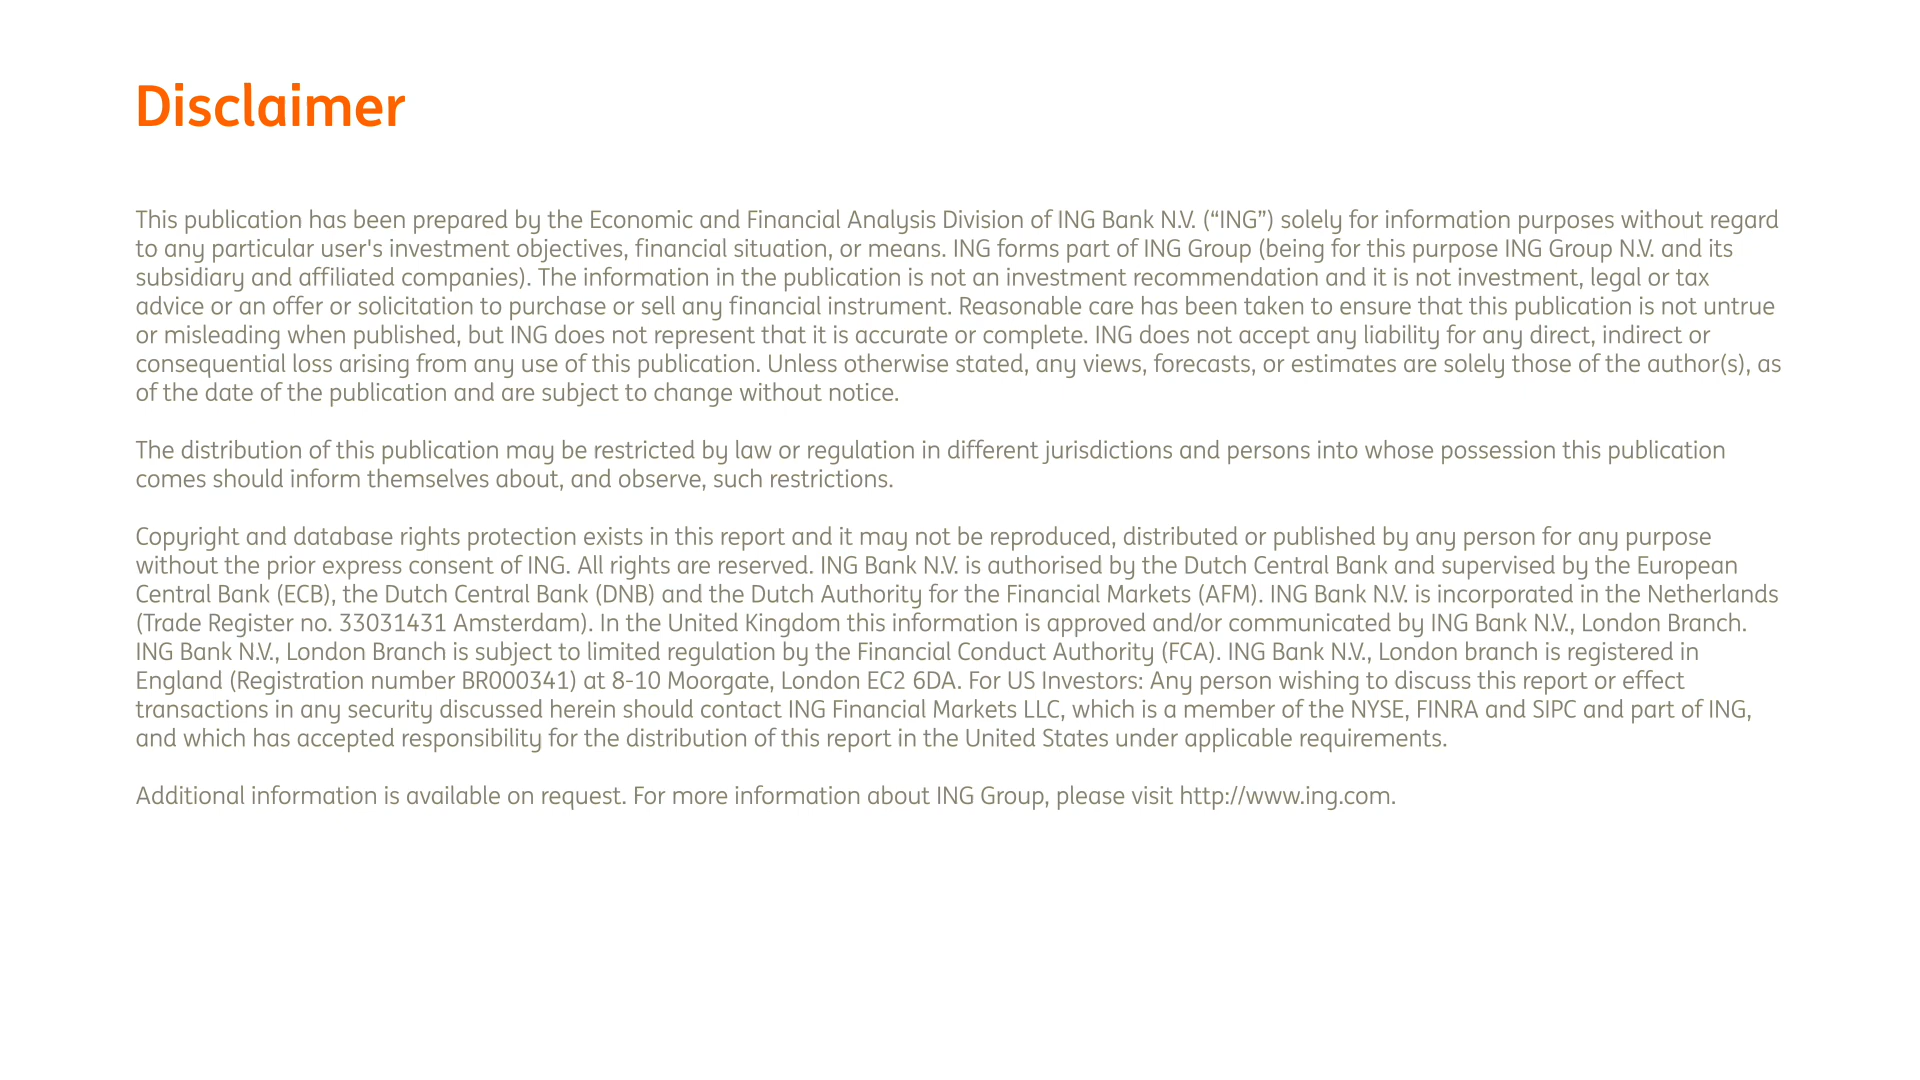 Disclaimer
This publication has been prepared by the Economic and Financial Analysis Division of ING Bank N.V. (“ING”) solely for information purposes without regard
to any particular user's investment objectives, financial situation, or means. ING forms part of ING Group (being for this purpose ING Group N.V. and its
subsidiary and affiliated companies). The information in the publication is not an investment recommendation and it is not investment, legal or tax
advice or an offer or solicitation to purchase or sell any financial instrument. Reasonable care has been taken to ensure that this publication is not untrue
or misleading when published, but ING does not represent that it is accurate or complete. ING does not accept any liability for any direct, indirect or
consequential loss arising from any use of this publication. Unless otherwise stated, any views, forecasts, or estimates are solely those of the author(s), as
of the date of the publication and are subject to change without notice.
The distribution of this publication may be restricted by law or regulation in different jurisdictions and persons into whose possession this publication
comes should inform themselves about, and observe, such restrictions.
Copyright and database rights protection exists in this report and it may not be reproduced, distributed or published by any person for any purpose
without the prior express consent of ING. All rights are reserved. ING Bank N.V. is authorised by the Dutch Central Bank and supervised by the European
Central Bank (ECB), the Dutch Central Bank (DNB) and the Dutch Authority for the Financial Markets (AFM). ING Bank N.V. is incorporated in the Netherlands
(Trade Register no. 33031431 Amsterdam). In the United Kingdom this information is approved and/or communicated by ING Bank N.V., London Branch.
ING Bank N.V., London Branch is subject to limited regulation by the Financial Conduct Authority (FCA). ING Bank N.V., London branch is registered in
England (Registration number BR000341) at 8-10 Moorgate, London EC2 6DA. For US Investors: Any person wishing to discuss this report or effect
transactions in any security discussed herein should contact ING Financial Markets LLC, which is a member of the NYSE, FINRA and SIPC and part of ING,
and which has accepted responsibility for the distribution of this report in the United States under applicable requirements.
Additional information is available on request. For more information about ING Group, please visit http://www.ing.com.